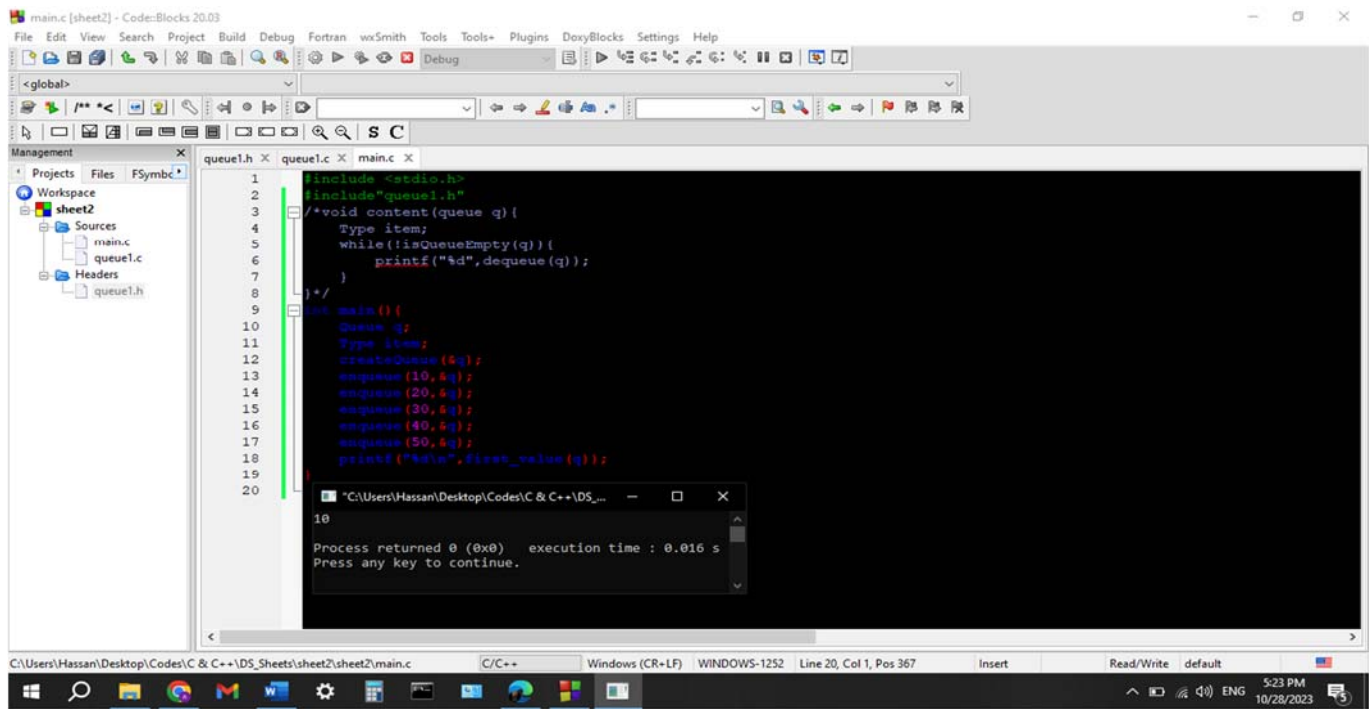 main.c [sheet2] - Code::Blocks 20.03
File Edit View Search Project Build Debug Fortran wxSmith Tools Tools+ Plugins DoxyBlocks Settings Help
Debug
<global>
/** *<
S C
Management
Projects Files FSymbc
queue1.h queue1.c main.c
Workspace
sheet2
Sources
main.c
queue1.c
Headers
queue1.h
1 #include <stdio.h>
2 #include"queue1.h"
3 /*void content(queue q){
4 Type item;
5 while(!isQueueEmpty(q)){
6 printf("%d",dequeue(q));
7 }
8 }*/
9 int main(){
10 Queue q;
11 Type item;
12 createQueue(&q);
13 enqueue(10,&q);
14 enqueue(20,&q);
15 enqueue(30,&q);
16 enqueue(40,&q);
17 enqueue(50,&q);
18 printf("%d\n",first_value(q));
19 }
20
"C:\Users\Hassan\Desktop\Codes\C & C++\DS_...
10
Process returned 0 (0x0) execution time : 0.016 s
Press any key to continue.
C:\Users\Hassan\Desktop\Codes\C & C++\DS_Sheets\sheet2\sheet2\main.c C/C++ Windows (CR+LF) WINDOWS-1252 Line 20, Col 1, Pos 367 Insert Read/Write default
ENG 5:23 PM
10/28/2023
5